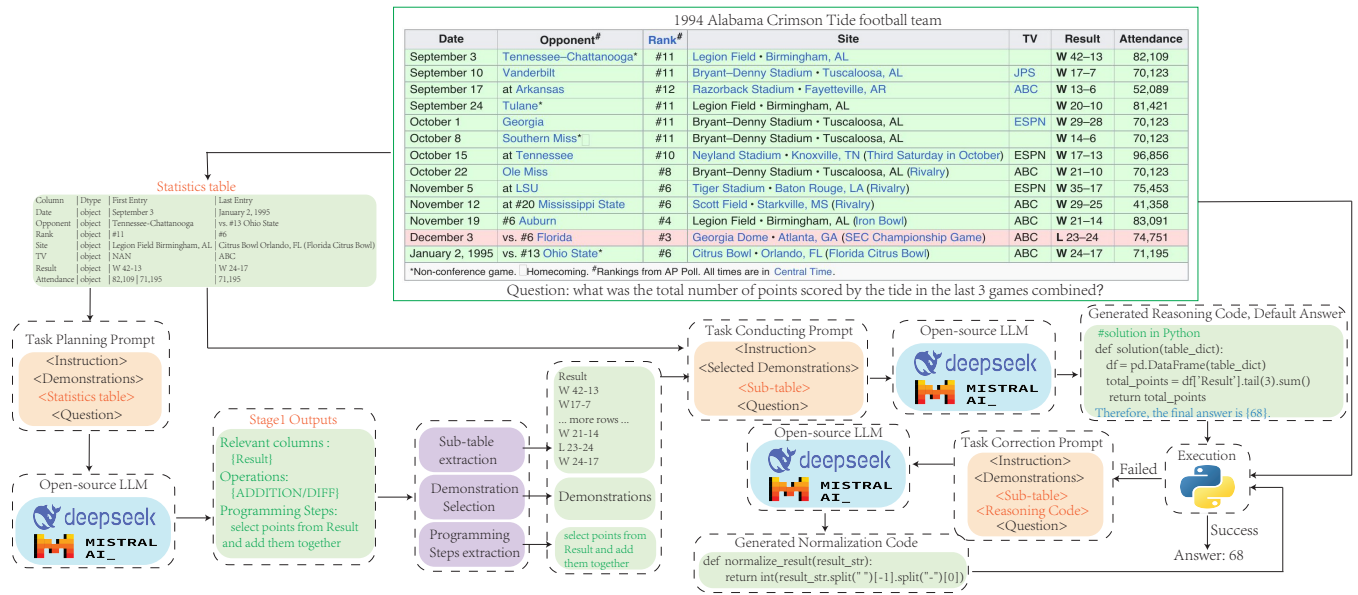 1994 Alabama Crimson Tide football team
Date Opponent# Rank# Site TV Result Attendance
September 3 Tennessee–Chattanooga* #11 Legion Field • Birmingham, AL W 42–13 82,109
September 10 Vanderbilt #11 Bryant–Denny Stadium • Tuscaloosa, AL JPS W 17–7 70,123
September 17 at Arkansas #12 Razorback Stadium • Fayetteville, AR ABC W 13–6 52,089
September 24 Tulane* #11 Legion Field • Birmingham, AL W 20–10 81,421
October 1 Georgia #11 Bryant–Denny Stadium • Tuscaloosa, AL ESPN W 29–28 70,123
October 8 Southern Miss* #11 Bryant–Denny Stadium • Tuscaloosa, AL W 14–6 70,123
October 15 at Tennessee #10 Neyland Stadium • Knoxville, TN (Third Saturday in October) ESPN W 17–13 96,856
October 22 Ole Miss #8 Bryant–Denny Stadium • Tuscaloosa, AL (Rivalry) ABC W 21–10 70,123
November 5 at LSU #6 Tiger Stadium • Baton Rouge, LA (Rivalry) ESPN W 35–17 75,453
November 12 at #20 Mississippi State #6 Scott Field • Starkville, MS (Rivalry) ABC W 29–25 41,358
November 19 #6 Auburn #4 Legion Field • Birmingham, AL (Iron Bowl) ABC W 21–14 83,091
December 3 vs. #6 Florida #3 Georgia Dome • Atlanta, GA (SEC Championship Game) ABC L 23–24 74,751
January 2, 1995 vs. #13 Ohio State* #6 Citrus Bowl • Orlando, FL (Florida Citrus Bowl) ABC W 24–17 71,195
*Non-conference game. Homecoming. #Rankings from AP Poll. All times are in Central Time.
Question: what was the total number of points scored by the tide in the last 3 games combined?
Statistics table
Column | Dtype | First Entry | Last Entry
Date | object | September 3 | January 2, 1995
Opponent | object | Tennessee–Chattanooga | vs. #13 Ohio State
Rank | object | #11 | #6
Site | object | Legion Field Birmingham, AL | Citrus Bowl Orlando, FL (Florida Citrus Bowl)
TV | object | NAN | ABC
Result | object | W 42-13 | W 24-17
Attendance | object | 82,109 | 71,195 | 71,195
Task Planning Prompt
<Instruction>
<Demonstrations>
<Statistics table>
<Question>
Open-source LLM
deepseek
MISTRAL
AI_
Stage1 Outputs
Relevant columns :
{Result}
Operations:
{ADDITION/DIFF}
Programming Steps:
select points from Result
and add them together
Sub-table
extraction
Demonstration
Selection
Programming
Steps extraction
Result
W 42-13
W17-7
... more rows ...
W 21-14
L 23-24
W 24-17
Demonstrations
select points from
Result and add
them together
Task Conducting Prompt
<Instruction>
<Selected Demonstrations>
<Sub-table>
<Question>
Open-source LLM
deepseek
MISTRAL
AI_
Generated Reasoning Code, Default Answer
#solution in Python
def solution(table_dict):
df = pd.DataFrame(table_dict)
total_points = df['Result'].tail(3).sum()
return total_points
Therefore, the final answer is {68}.
Execution
Failed
Success
Answer: 68
Task Correction Prompt
<Instruction>
<Demonstrations>
<Sub-table>
<Reasoning Code>
<Question>
Open-source LLM
deepseek
MISTRAL
AI_
Generated Normalization Code
def normalize_result(result_str):
return int(result_str.split(" ")[-1].split("-")[0])